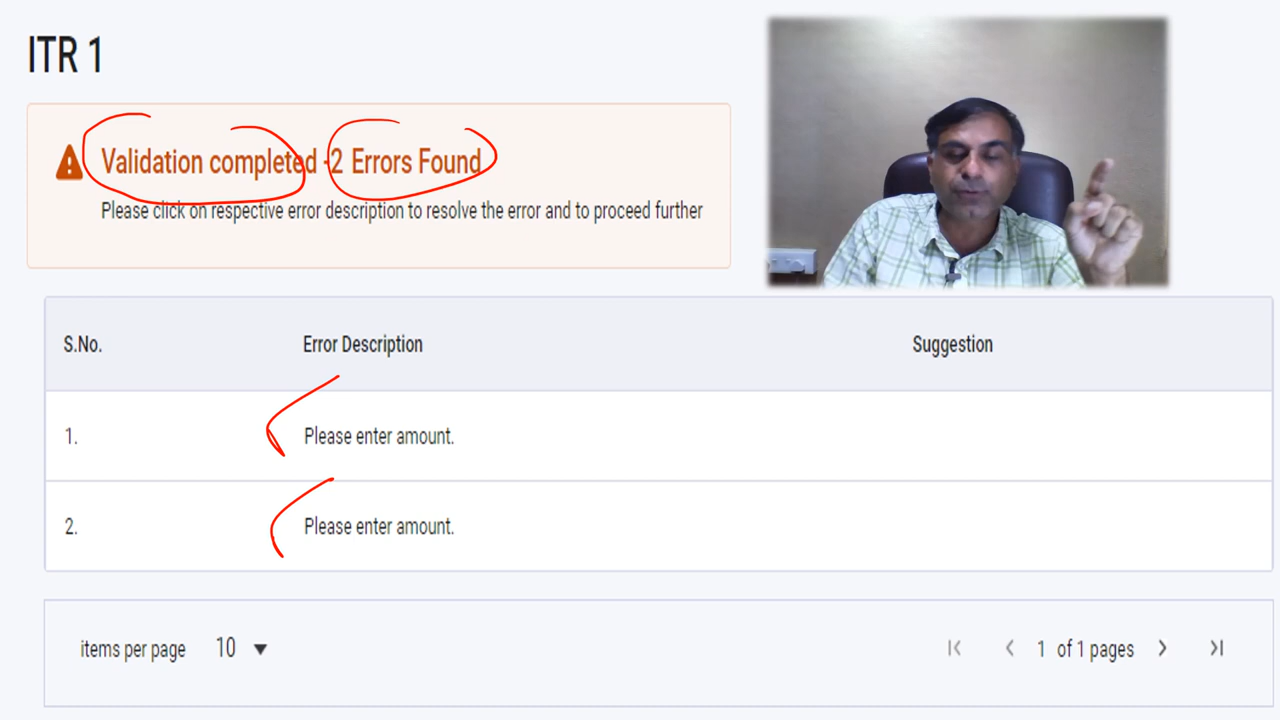 ITR 1
Validation completed - 2 Errors Found
Please click on respective error description to resolve the error and to proceed further
S.No. Error Description Suggestion
1. Please enter amount.
2. Please enter amount.
items per page 10 1 of 1 pages